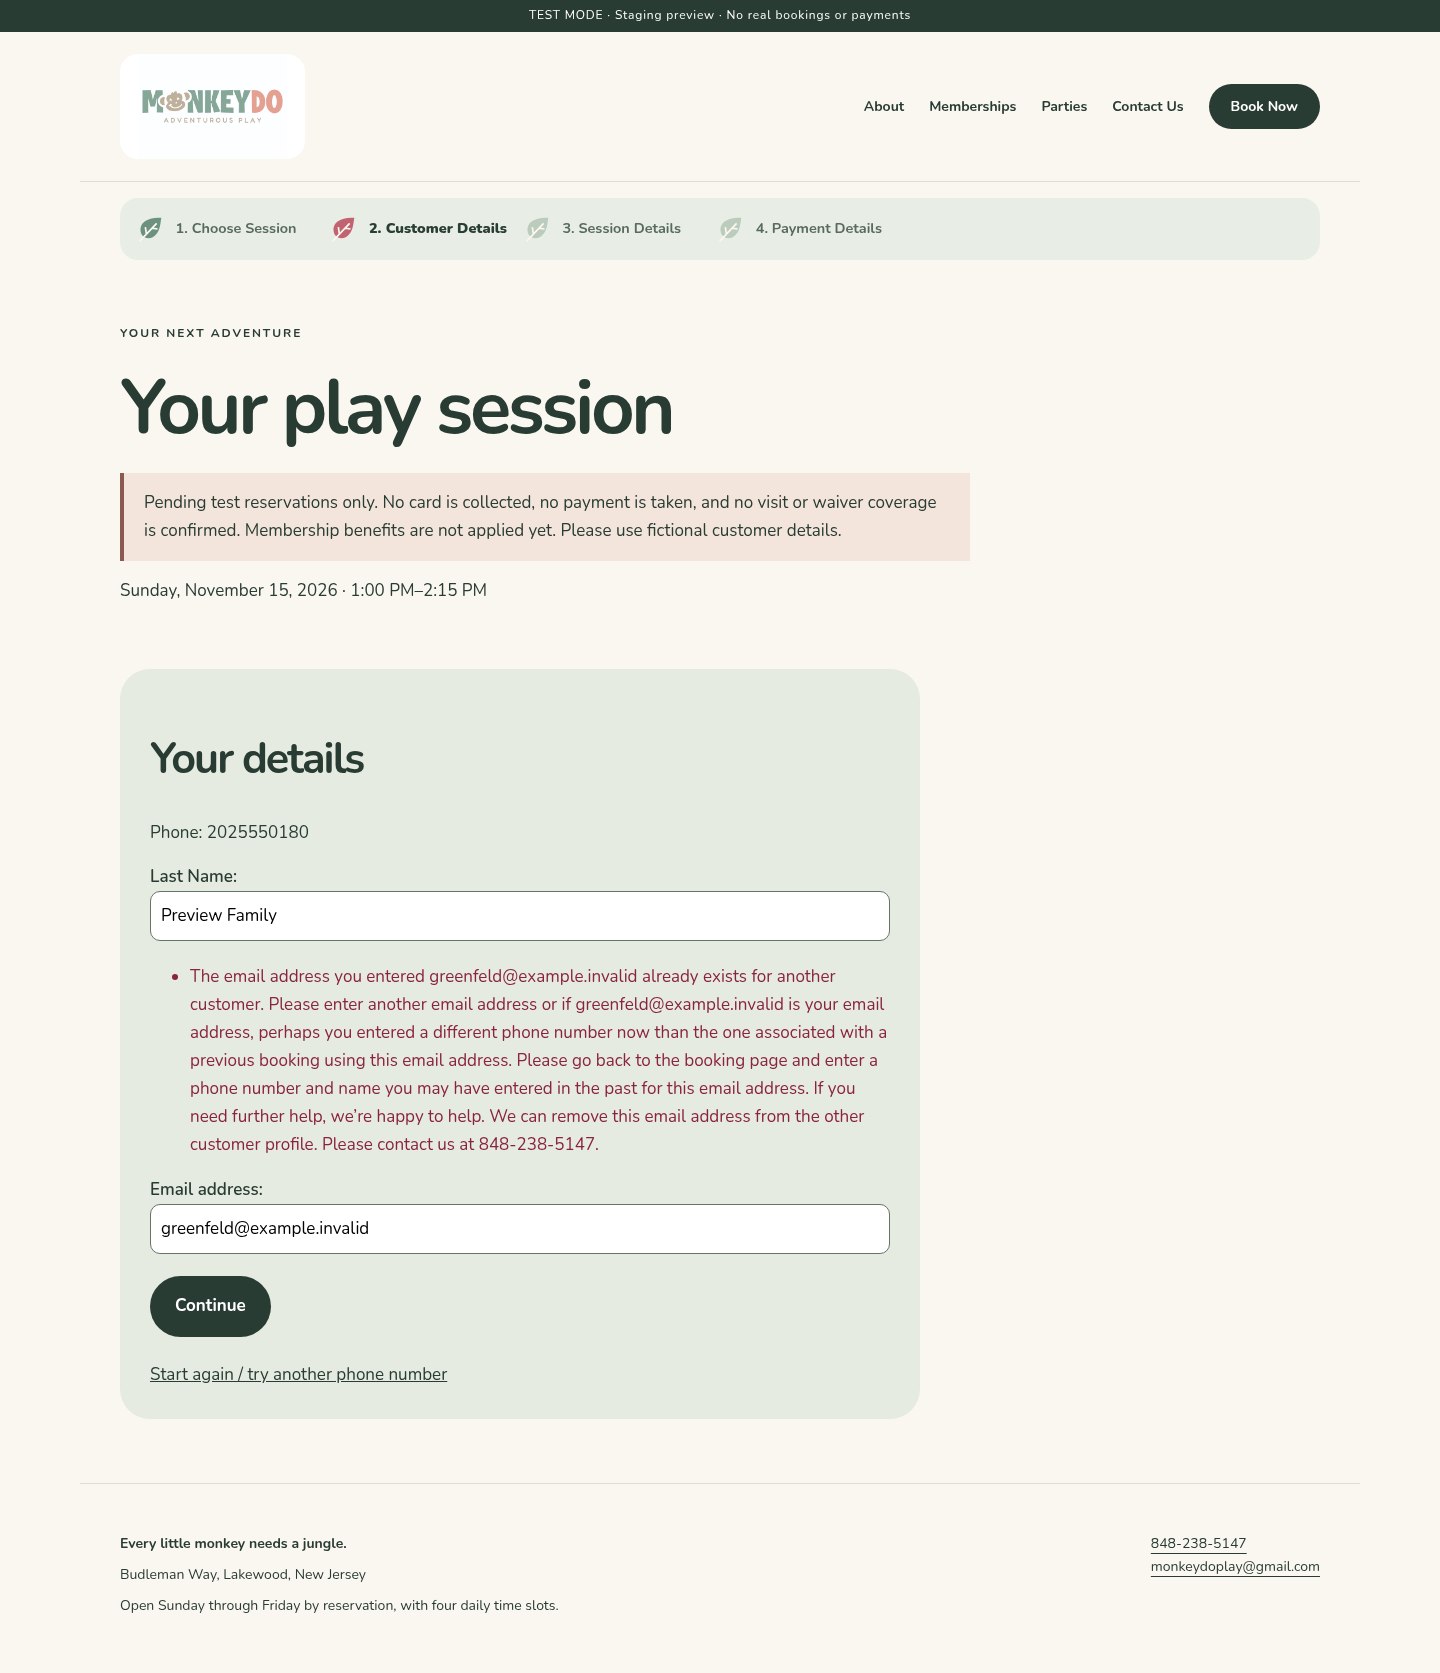 TEST MODE · Staging preview · No real bookings or payments
MONKEYDO
ADVENTUROUS PLAY
About
Memberships
Parties
Contact Us
Book Now
1. Choose Session
2. Customer Details
3. Session Details
4. Payment Details
YOUR NEXT ADVENTURE
Your play session
Pending test reservations only. No card is collected, no payment is taken, and no visit or waiver coverage
is confirmed. Membership benefits are not applied yet. Please use fictional customer details.
Sunday, November 15, 2026 · 1:00 PM–2:15 PM
Your details
Phone: 2025550180
Last Name:
Preview Family
• The email address you entered greenfeld@example.invalid already exists for another
customer. Please enter another email address or if greenfeld@example.invalid is your email
address, perhaps you entered a different phone number now than the one associated with a
previous booking using this email address. Please go back to the booking page and enter a
phone number and name you may have entered in the past for this email address. If you
need further help, we’re happy to help. We can remove this email address from the other
customer profile. Please contact us at 848-238-5147.
Email address:
greenfeld@example.invalid
Continue
Start again / try another phone number
Every little monkey needs a jungle.
Budleman Way, Lakewood, New Jersey
Open Sunday through Friday by reservation, with four daily time slots.
848-238-5147
monkeydoplay@gmail.com